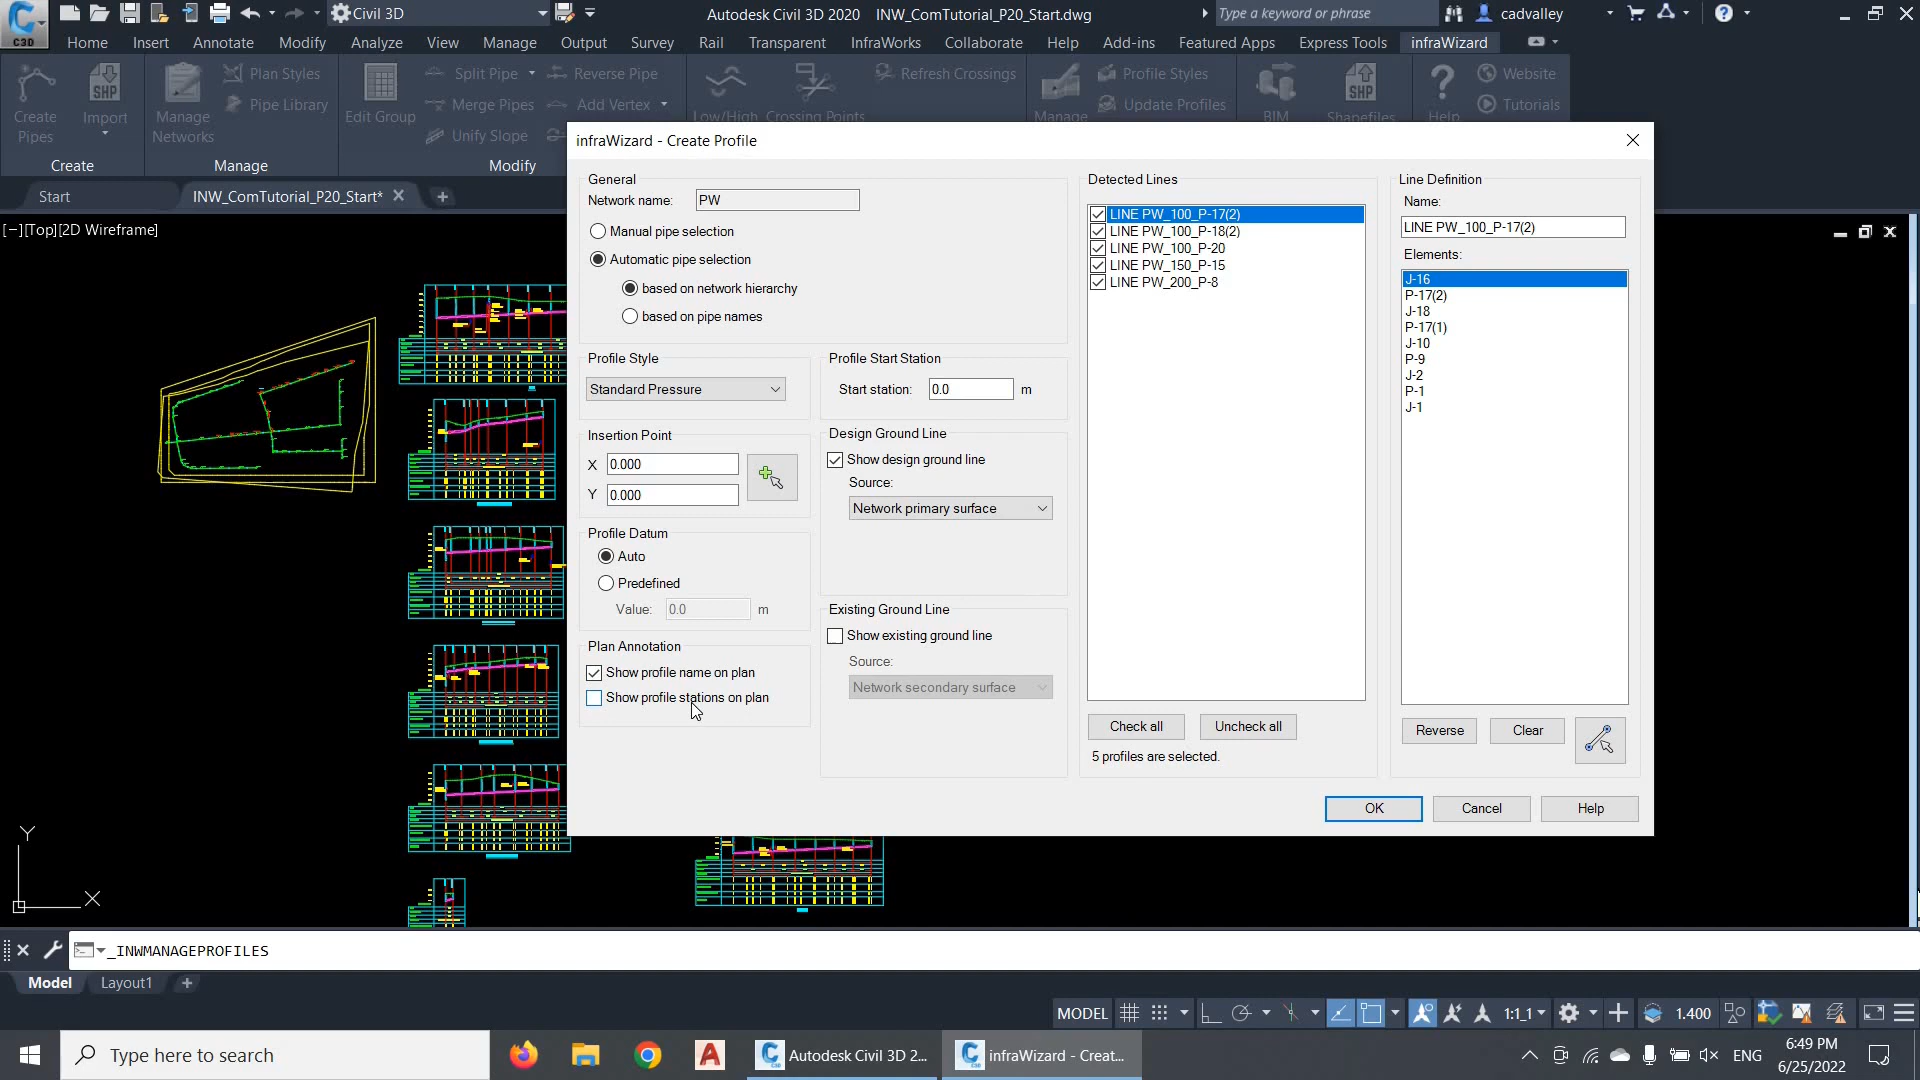 C3D
Civil 3D
Autodesk Civil 3D 2020 INW_ComTutorial_P20_Start.dwg
Type a keyword or phrase
cadvalley
Home Insert Annotate Modify Analyze View Manage Output Survey Rail Transparent InfraWorks Collaborate Help Add-ins Featured Apps Express Tools infraWizard
Create Pipes
Import
Manage Networks
Plan Styles
Pipe Library
Edit Group
Split Pipe
Merge Pipes
Unify Slope
Reverse Pipe
Add Vertex
Low/High Crossing Points
Refresh Crossings
Manage
Profile Styles
Update Profiles
BIM
Shapefiles
Help
Website
Tutorials
SHP
SHP
Create Manage Modify
Start INW_ComTutorial_P20_Start*
[−][Top][2D Wireframe]
infraWizard - Create Profile
General
Network name: PW
Manual pipe selection
Automatic pipe selection
based on network hierarchy
based on pipe names
Profile Style
Standard Pressure
Profile Start Station
Start station: 0.0 m
Insertion Point
X 0.000
Y 0.000
Design Ground Line
Show design ground line
Source:
Network primary surface
Profile Datum
Auto
Predefined
Value: 0.0 m
Existing Ground Line
Show existing ground line
Source:
Network secondary surface
Plan Annotation
Show profile name on plan
Show profile stations on plan
Detected Lines
LINE PW_100_P-17(2)
LINE PW_100_P-18(2)
LINE PW_100_P-20
LINE PW_150_P-15
LINE PW_200_P-8
Check all Uncheck all
5 profiles are selected.
Line Definition
Name:
LINE PW_100_P-17(2)
Elements:
J-16
P-17(2)
J-18
P-17(1)
J-10
P-9
J-2
P-1
J-1
Reverse Clear
OK Cancel Help
Y
X
_INWMANAGEPROFILES
Model Layout1
MODEL 1:1_1 1.400
Type here to search
Autodesk Civil 3D 2...
infraWizard - Creat...
ENG
6:49 PM
6/25/2022